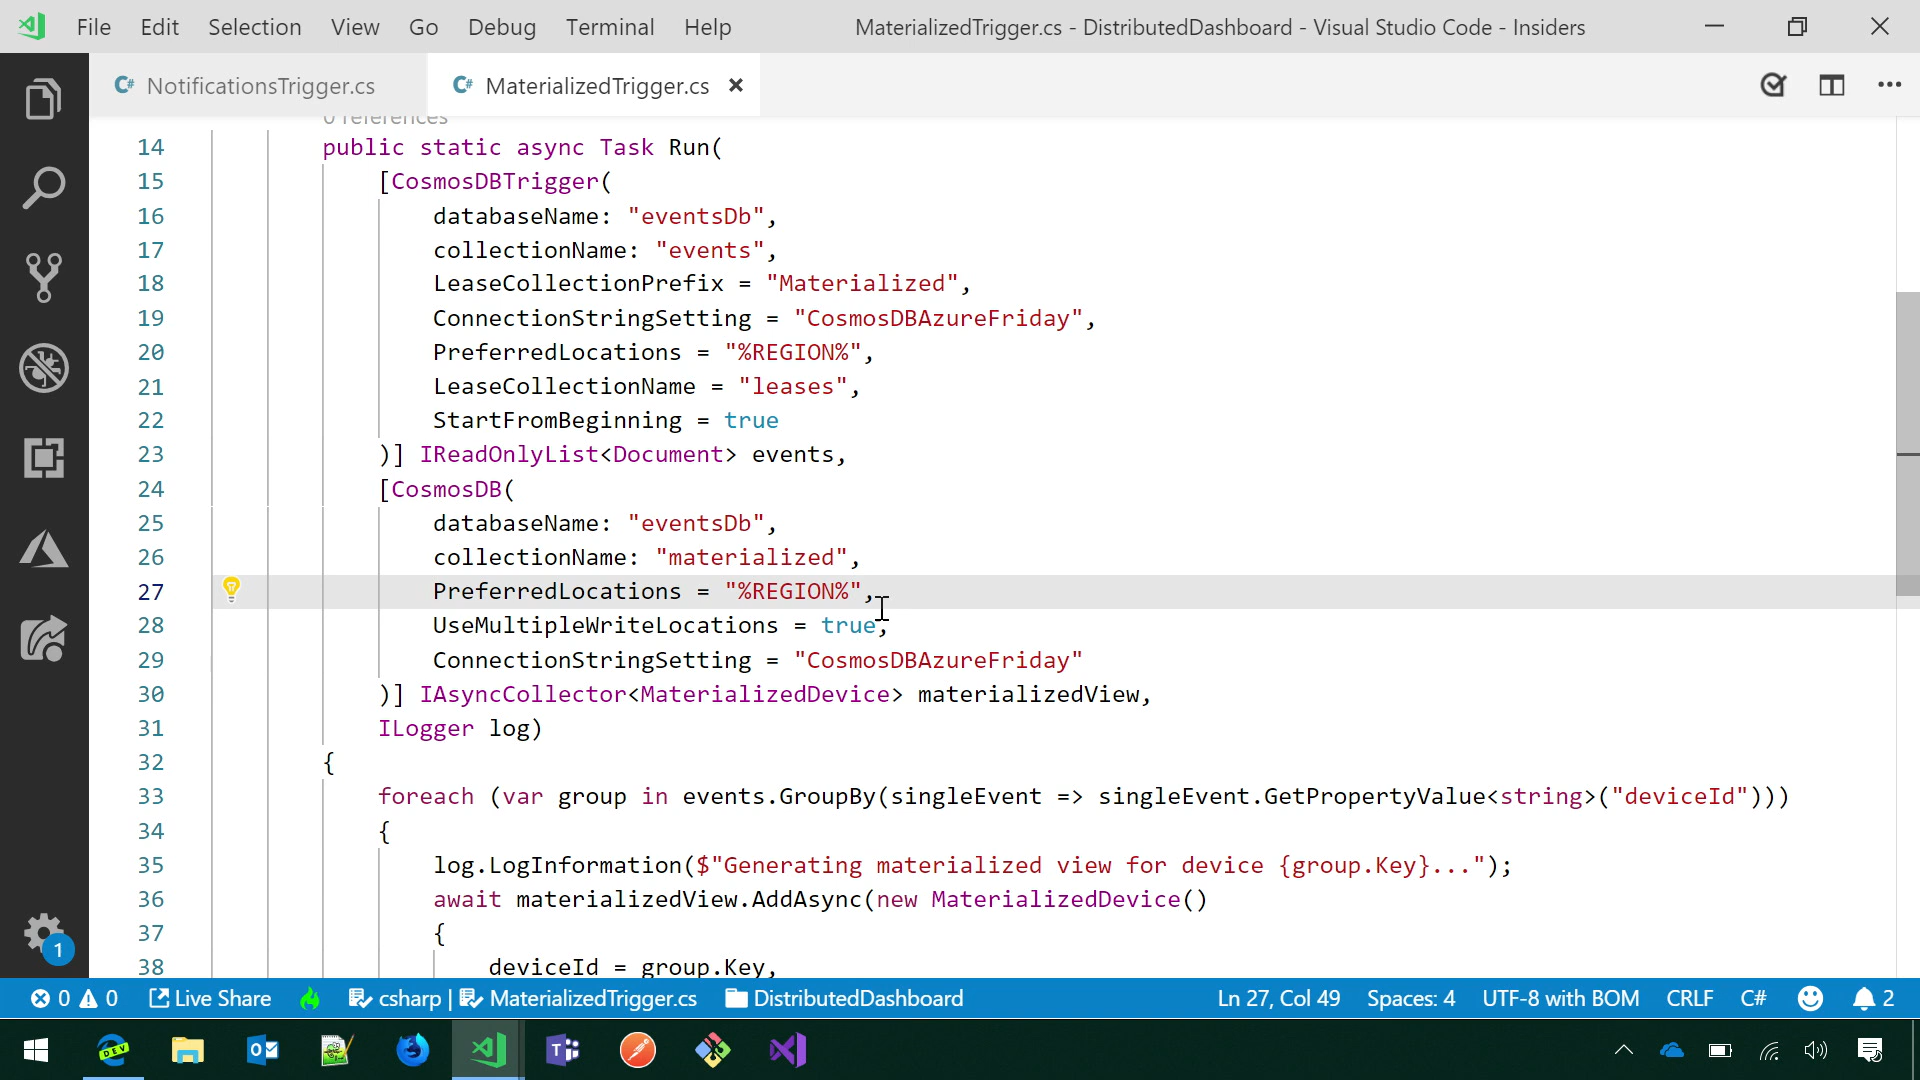 File Edit Selection View Go Debug Terminal Help MaterializedTrigger.cs - DistributedDashboard - Visual Studio Code - Insiders
C# NotificationsTrigger.cs C# MaterializedTrigger.cs
0 references
14 public static async Task Run(
15 [CosmosDBTrigger(
16 databaseName: "eventsDb",
17 collectionName: "events",
18 LeaseCollectionPrefix = "Materialized",
19 ConnectionStringSetting = "CosmosDBAzureFriday",
20 PreferredLocations = "%REGION%",
21 LeaseCollectionName = "leases",
22 StartFromBeginning = true
23 )] IReadOnlyList<Document> events,
24 [CosmosDB(
25 databaseName: "eventsDb",
26 collectionName: "materialized",
27 PreferredLocations = "%REGION%",
28 UseMultipleWriteLocations = true,
29 ConnectionStringSetting = "CosmosDBAzureFriday"
30 )] IAsyncCollector<MaterializedDevice> materializedView,
31 ILogger log)
32 {
33 foreach (var group in events.GroupBy(singleEvent => singleEvent.GetPropertyValue<string>("deviceId")))
34 {
35 log.LogInformation($"Generating materialized view for device {group.Key}...");
36 await materializedView.AddAsync(new MaterializedDevice()
37 {
38 deviceId = group.Key,
1
0 0 Live Share csharp | MaterializedTrigger.cs DistributedDashboard Ln 27, Col 49 Spaces: 4 UTF-8 with BOM CRLF C# 2
DEV